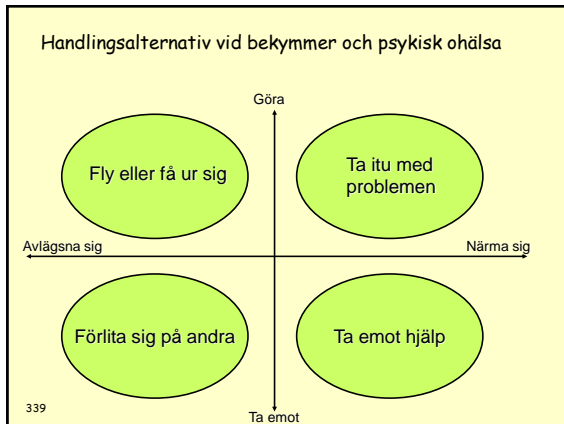 Handlingsalternativ vid bekymmer och psykisk ohälsa
Göra
Fly eller få ur sig
Ta itu med
problemen
Avlägsna sig
Närma sig
Förlita sig på andra
Ta emot hjälp
339
Ta emot